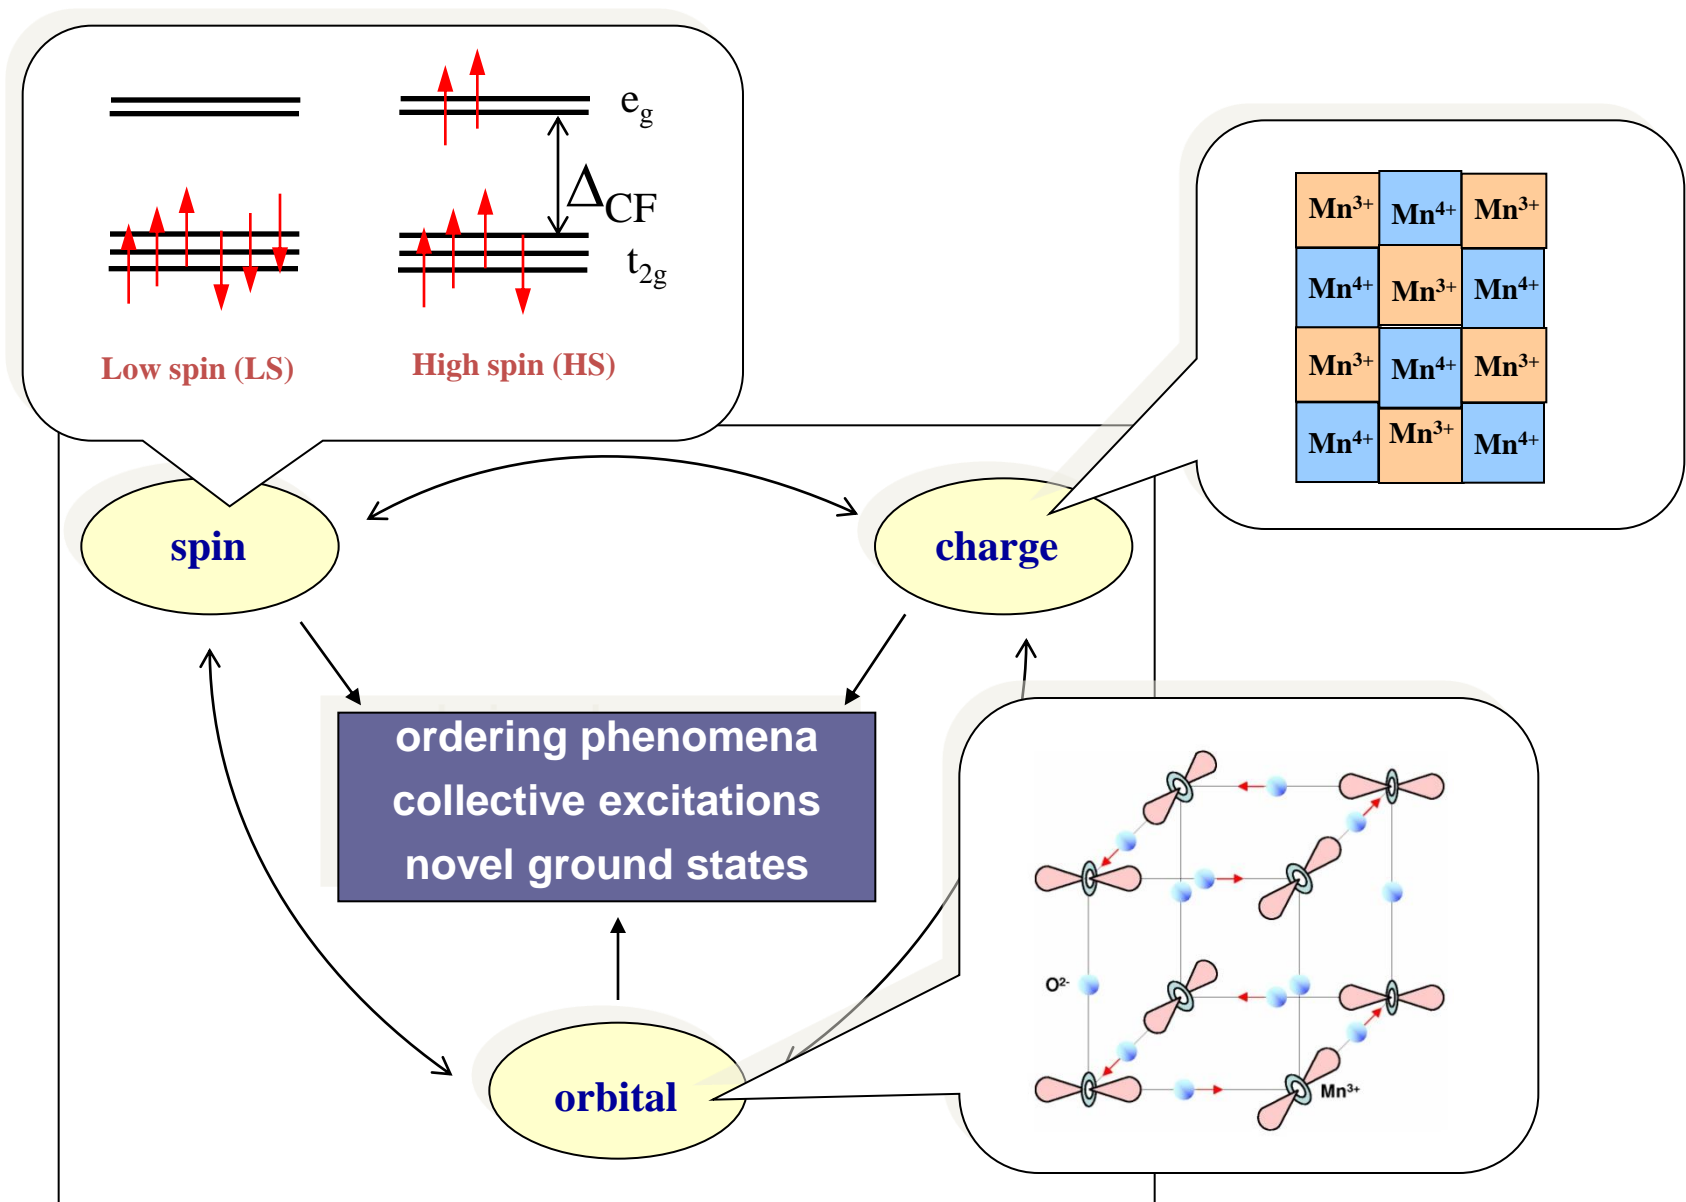 e_g
Δ_CF
t_2g
Low spin (LS)
High spin (HS)
Mn³⁺ Mn⁴⁺ Mn³⁺
Mn⁴⁺ Mn³⁺ Mn⁴⁺
Mn³⁺ Mn⁴⁺ Mn³⁺
Mn⁴⁺ Mn³⁺ Mn⁴⁺
spin
charge
ordering phenomena
collective excitations
novel ground states
orbital
O²⁻
Mn³⁺